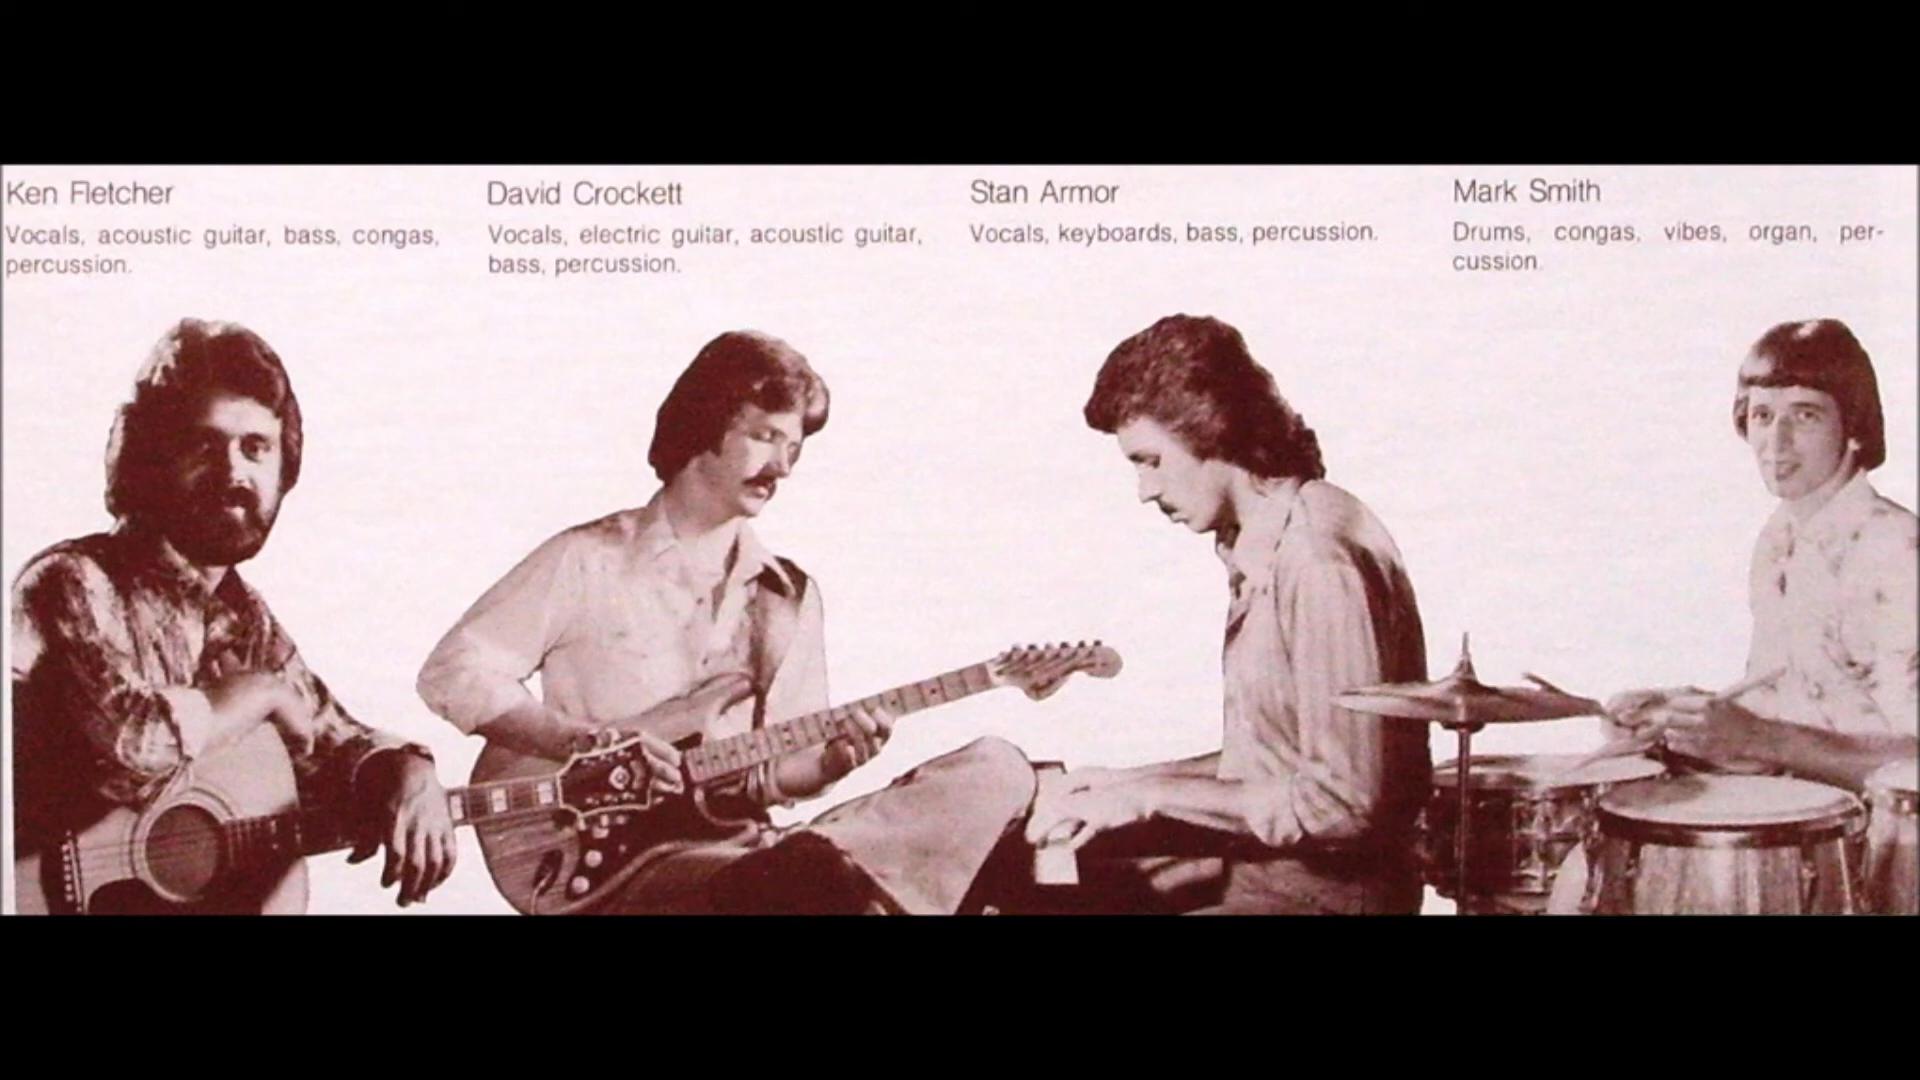 Ken Fletcher
Vocals, acoustic guitar, bass, congas,
percussion.
David Crockett
Vocals, electric guitar, acoustic guitar,
bass, percussion.
Stan Armor
Vocals, keyboards, bass, percussion.
Mark Smith
Drums, congas, vibes, organ, per-
cussion.